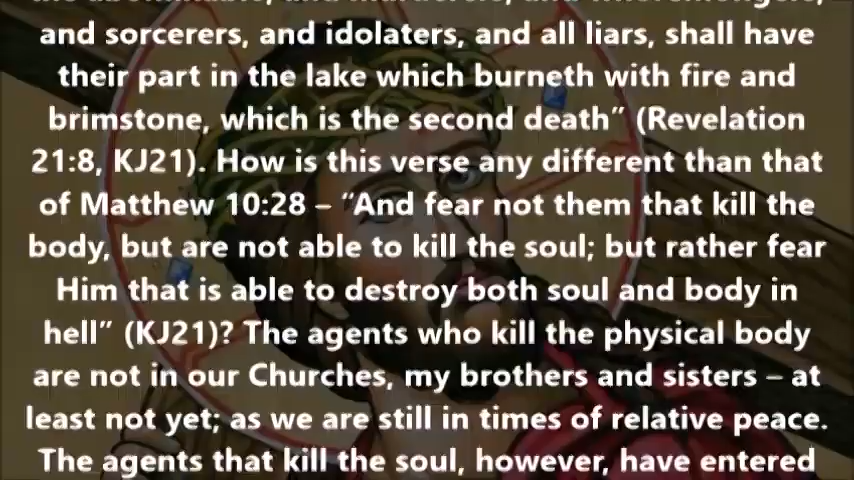 and sorcerers, and idolaters, and all liars, shall have
their part in the lake which burneth with fire and
brimstone, which is the second death” (Revelation
21:8, KJ21). How is this verse any different than that
of Matthew 10:28 – “And fear not them that kill the
body, but are not able to kill the soul; but rather fear
Him that is able to destroy both soul and body in
hell” (KJ21)? The agents who kill the physical body
are not in our Churches, my brothers and sisters – at
least not yet; as we are still in times of relative peace.
The agents that kill the soul, however, have entered